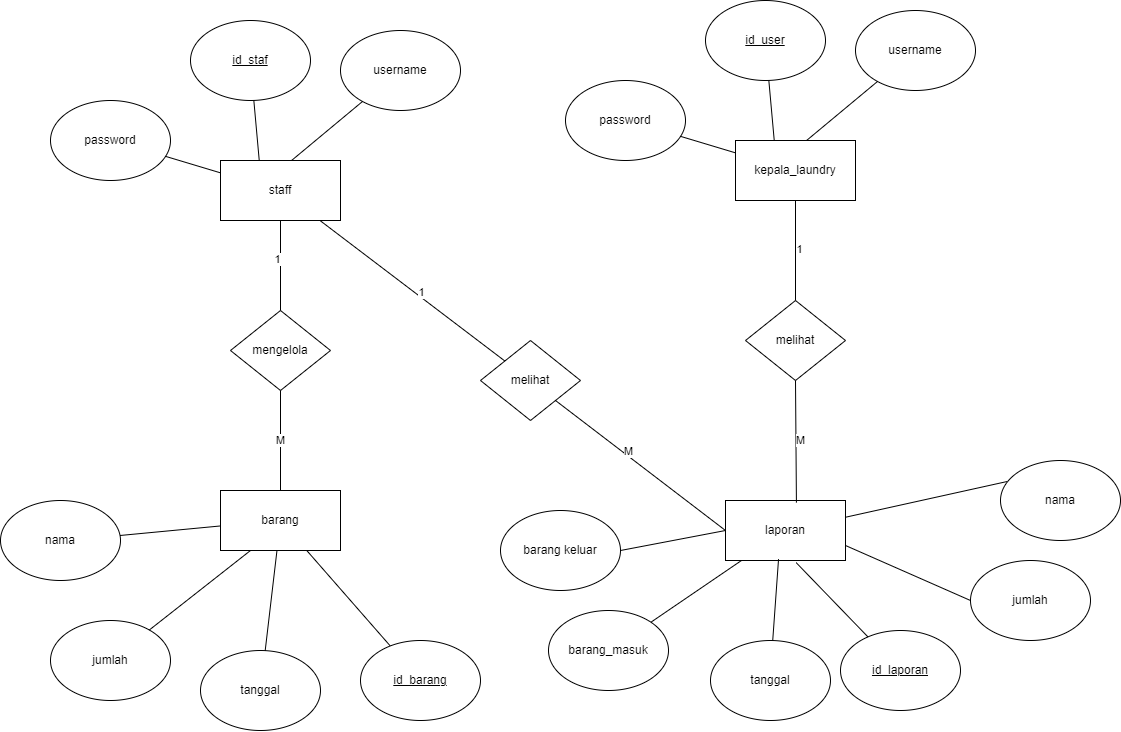 id_staf
username
password
staff
id_user
username
password
kepala_laundry
1
1
1
mengelola
melihat
melihat
M
M
M
barang
nama
jumlah
tanggal
id_barang
laporan
nama
barang keluar
jumlah
barang_masuk
tanggal
id_laporan